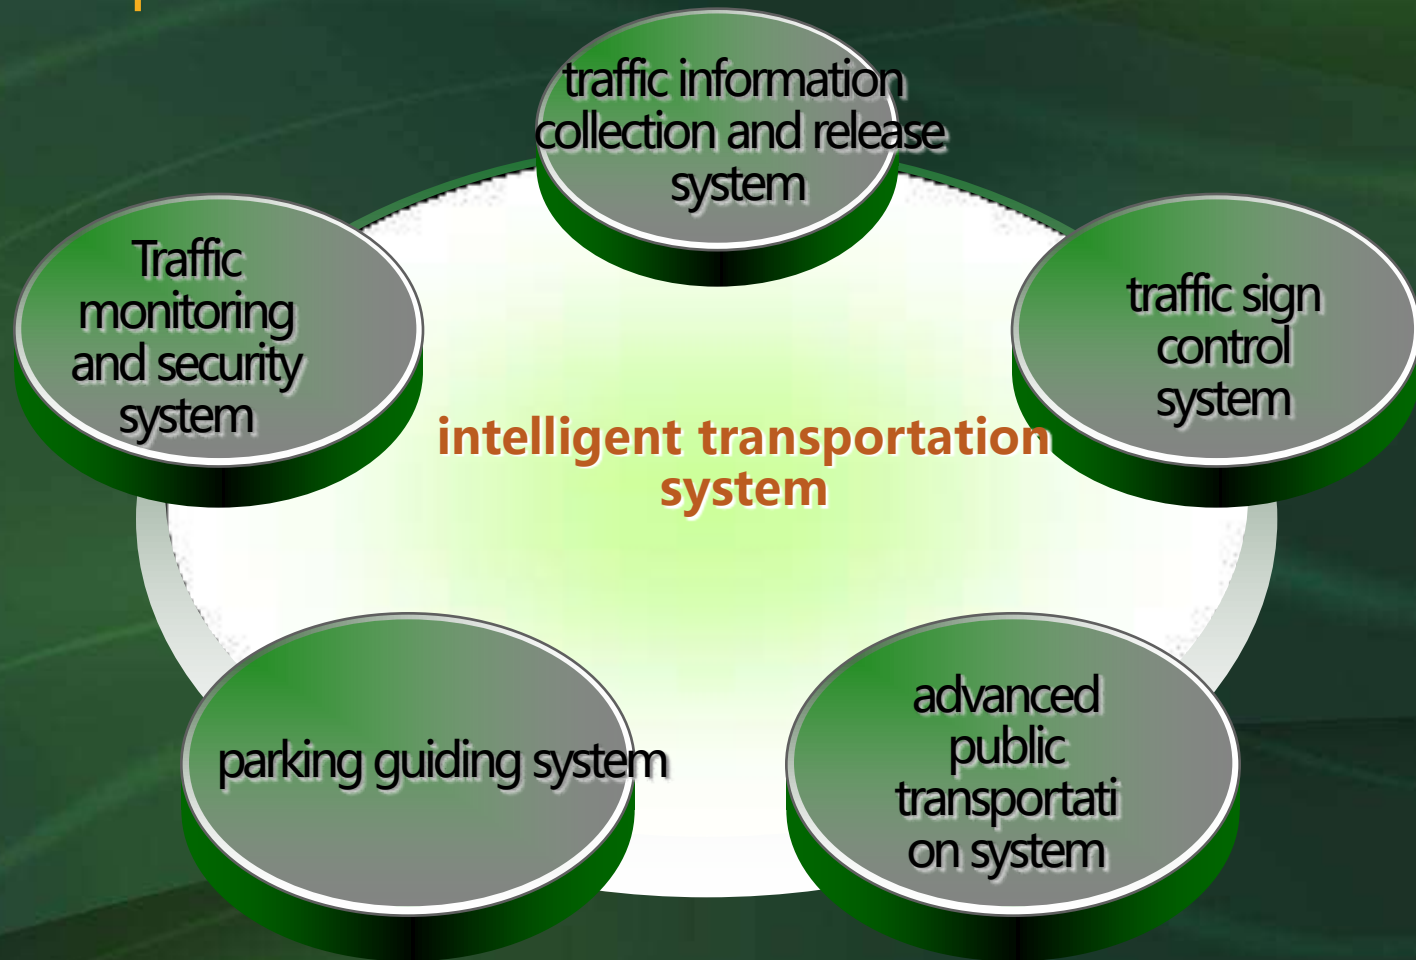 traffic information
collection and release
system
Traffic
monitoring
and security
system
traffic sign
control
system
intelligent transportation
system
parking guiding system
advanced
public
transportati
on system